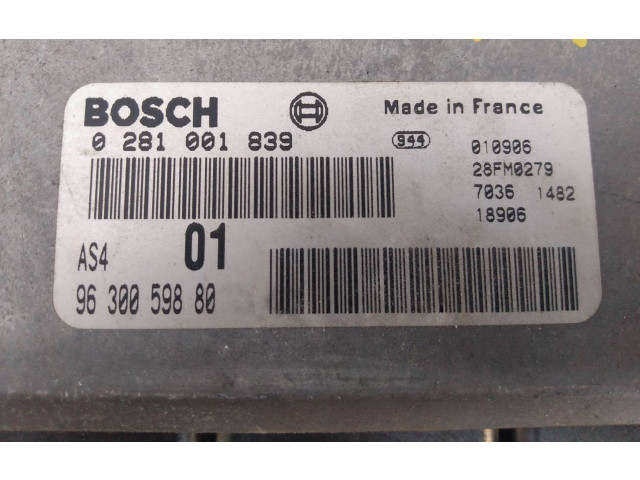 BOSCH Made in France
0 281 001 839 944 010906
28FM0279
7036 1482
18906
AS4 01
96 300 598 80